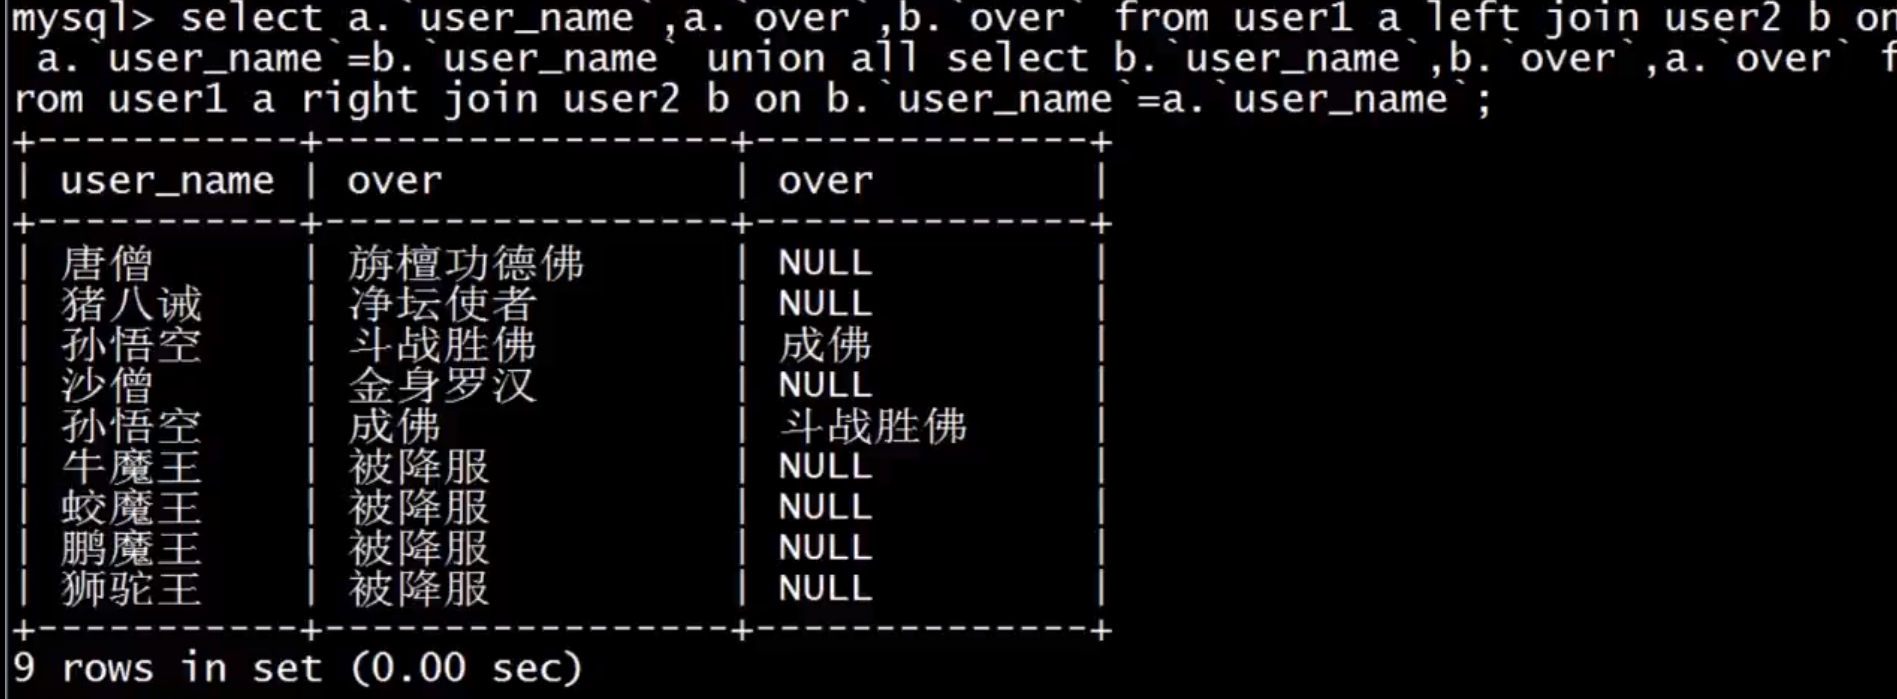 mysql> select a.`user_name`,a.`over`,b.`over` from user1 a left join user2 b on
 a.`user_name`=b.`user_name` union all select b.`user_name`,b.`over`,a.`over` f
rom user1 a right join user2 b on b.`user_name`=a.`user_name`;
+-----------+-----------------+--------------+
| user_name | over | over |
+-----------+-----------------+--------------+
| 唐僧 | 旃檀功德佛 | NULL |
| 猪八诫 | 净坛使者 | NULL |
| 孙悟空 | 斗战胜佛 | 成佛 |
| 沙僧 | 金身罗汉 | NULL |
| 孙悟空 | 成佛 | 斗战胜佛 |
| 牛魔王 | 被降服 | NULL |
| 蛟魔王 | 被降服 | NULL |
| 鹏魔王 | 被降服 | NULL |
| 狮驼王 | 被降服 | NULL |
+-----------+-----------------+--------------+
9 rows in set (0.00 sec)